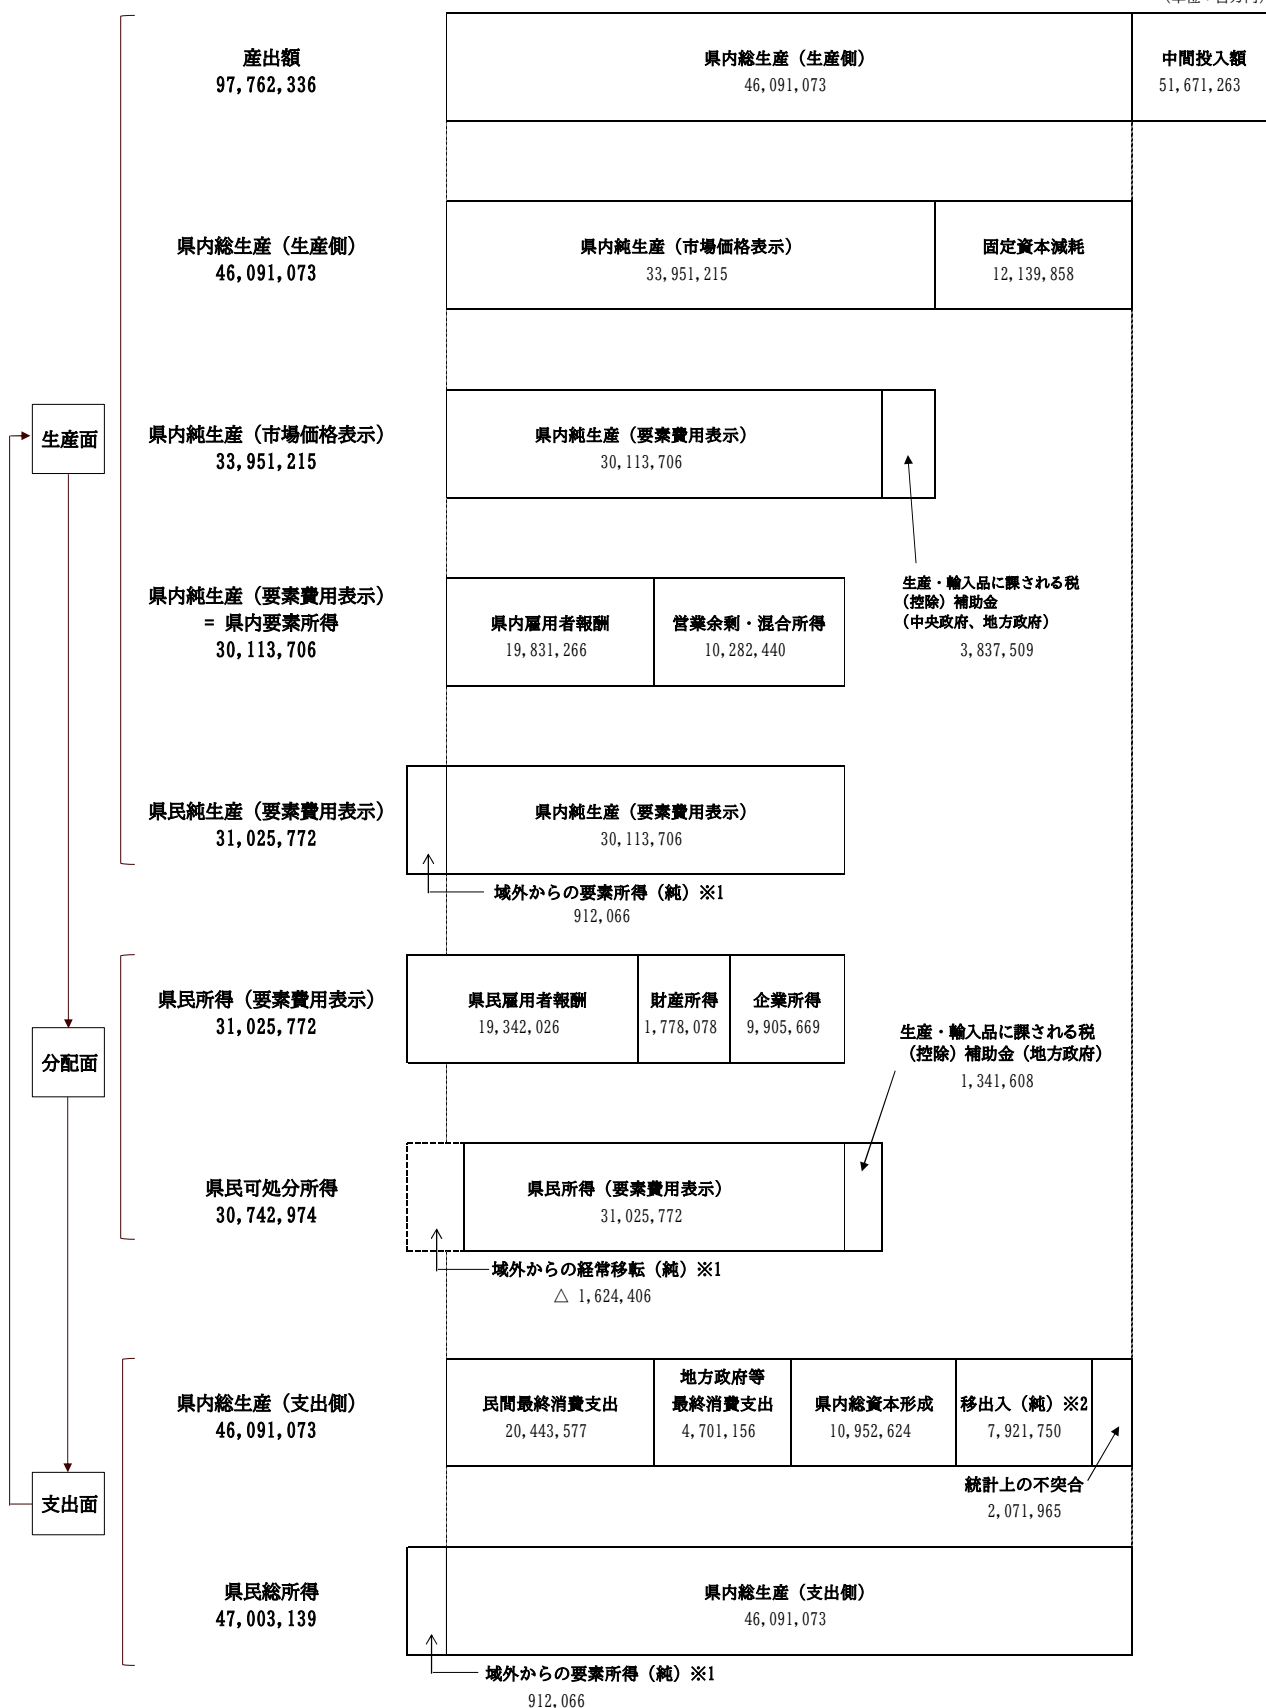 産出額
97,762,336
県内総生産（生産側）
46,091,073
中間投入額
51,671,263
県内総生産（生産側）
46,091,073
県内純生産（市場価格表示）
33,951,215
固定資本減耗
12,139,858
生産面
県内純生産（市場価格表示）
33,951,215
県内純生産（要素費用表示）
30,113,706
生産・輸入品に課される税
（控除）補助金
（中央政府、地方政府）
3,837,509
県内純生産（要素費用表示）
= 県内要素所得
30,113,706
県内雇用者報酬
19,831,266
営業余剰・混合所得
10,282,440
県民純生産（要素費用表示）
31,025,772
県内純生産（要素費用表示）
30,113,706
域外からの要素所得（純）※1
912,066
県民所得（要素費用表示）
31,025,772
県民雇用者報酬
19,342,026
財産所得
1,778,078
企業所得
9,905,669
分配面
生産・輸入品に課される税
（控除）補助金（地方政府）
1,341,608
県民可処分所得
30,742,974
県民所得（要素費用表示）
31,025,772
域外からの経常移転（純）※1
△ 1,624,406
県内総生産（支出側）
46,091,073
民間最終消費支出
20,443,577
地方政府等
最終消費支出
4,701,156
県内総資本形成
10,952,624
移出入（純）※2
7,921,750
統計上の不突合
2,071,965
支出面
県民総所得
47,003,139
県内総生産（支出側）
46,091,073
域外からの要素所得（純）※1
912,066